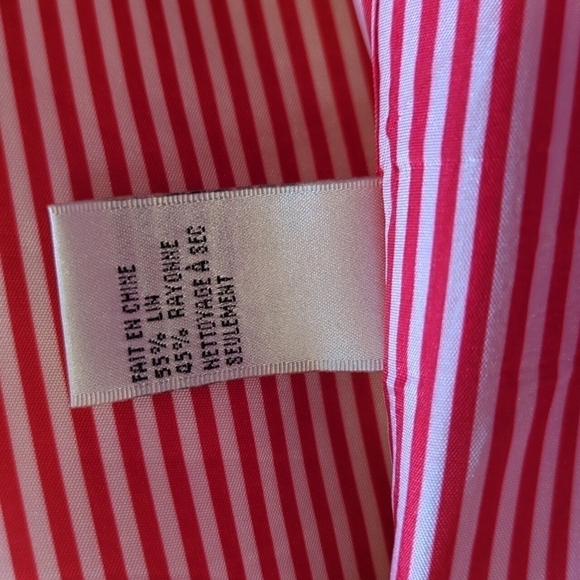 FAIT EN CHINE
55% LIN
45% RAYONNE
NETTOYAGE À SEC
SEULEMENT